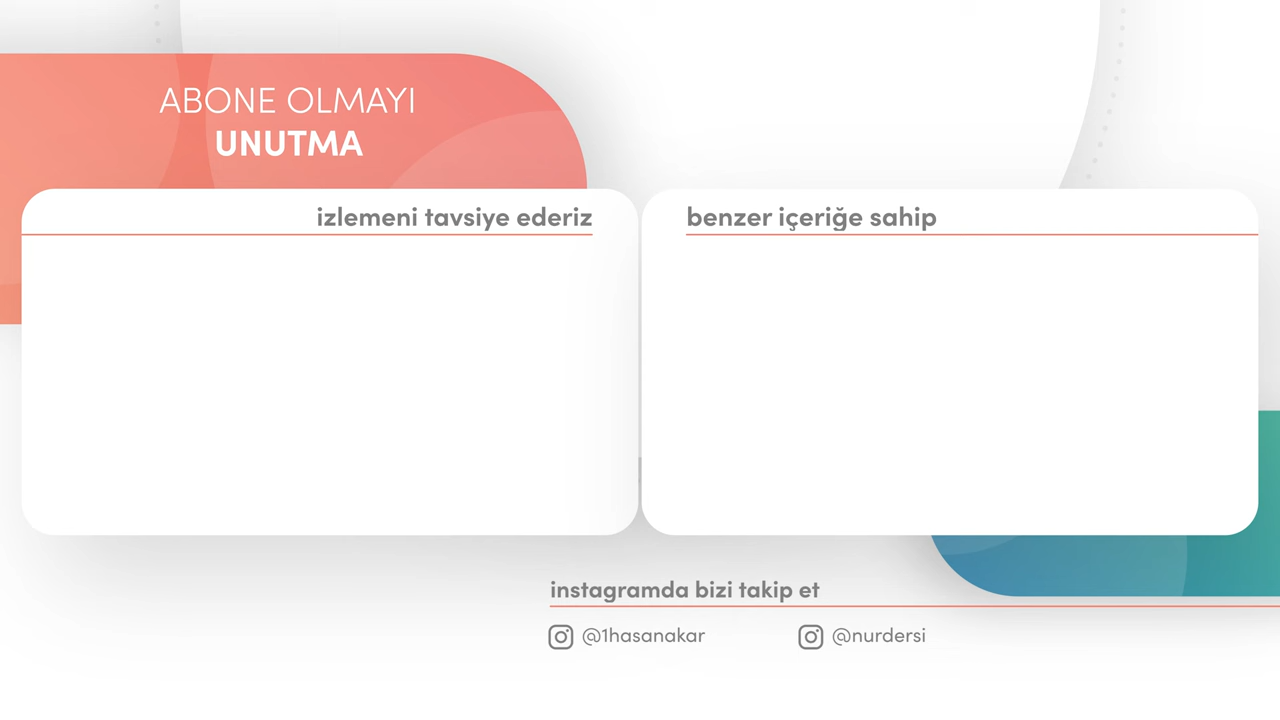 ABONE OLMAYI
UNUTMA
izlemeni tavsiye ederiz
benzer içeriğe sahip
instagramda bizi takip et
@1hasanakar
@nurdersi